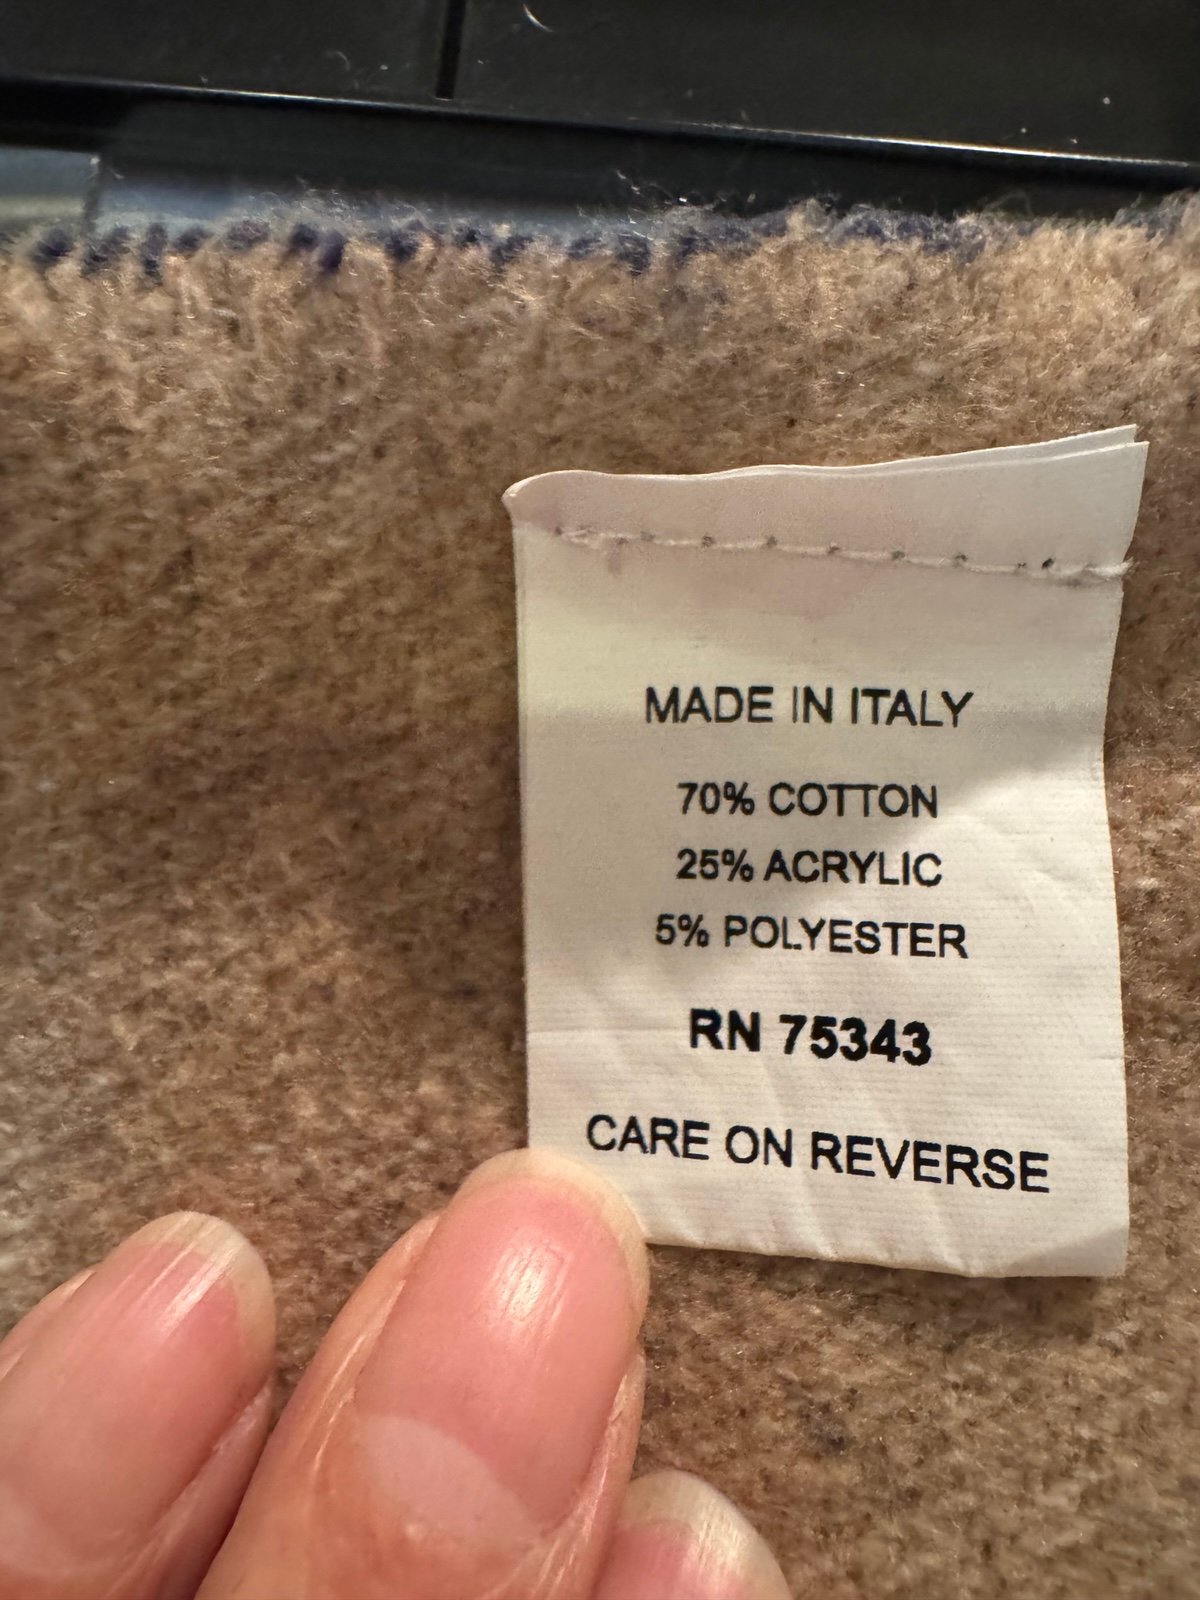 MADE IN ITALY
70% COTTON
25% ACRYLIC
5% POLYESTER
RN 75343
CARE ON REVERSE